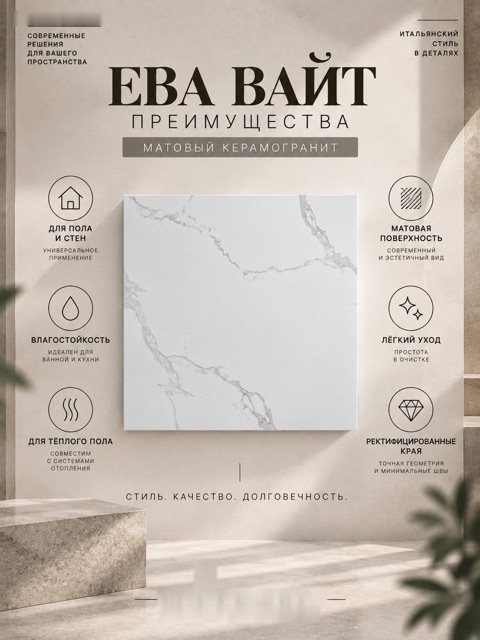 СОВРЕМЕННЫЕ
РЕШЕНИЯ
ДЛЯ ВАШЕГО
ПРОСТРАНСТВА
ИТАЛЬЯНСКИЙ
СТИЛЬ
В ДЕТАЛЯХ
ЕВА ВАЙТ
ПРЕИМУЩЕСТВА
МАТОВЫЙ КЕРАМОГРАНИТ
ДЛЯ ПОЛА
И СТЕН
УНИВЕРСАЛЬНОЕ
ПРИМЕНЕНИЕ
ВЛАГОСТОЙКОСТЬ
ИДЕАЛЕН ДЛЯ
ВАННОЙ И КУХНИ
ДЛЯ ТЁПЛОГО ПОЛА
СОВМЕСТИМ
С СИСТЕМАМИ
ОТОПЛЕНИЯ
МАТОВАЯ
ПОВЕРХНОСТЬ
СОВРЕМЕННЫЙ
И ЭСТЕТИЧНЫЙ ВИД
ЛЁГКИЙ УХОД
ПРОСТОТА
В ОЧИСТКЕ
РЕКТИФИЦИРОВАННЫЕ
КРАЯ
ТОЧНАЯ ГЕОМЕТРИЯ
И МИНИМАЛЬНЫЕ ШВЫ
СТИЛЬ. КАЧЕСТВО. ДОЛГОВЕЧНОСТЬ.